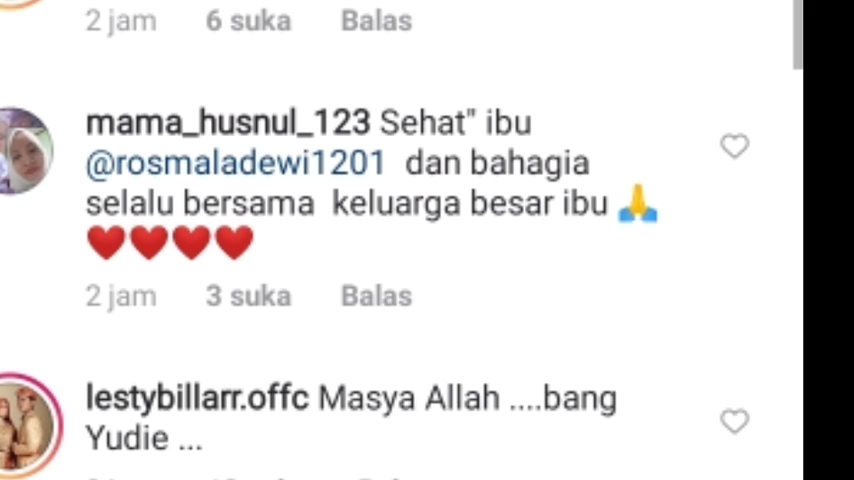 2 jam 6 suka Balas
mama_husnul_123 Sehat" ibu
@rosmaladewi1201 dan bahagia
selalu bersama keluarga besar ibu 🙏
❤️❤️❤️❤️
2 jam 3 suka Balas
lestybillarr.offc Masya Allah ....bang
Yudie ...